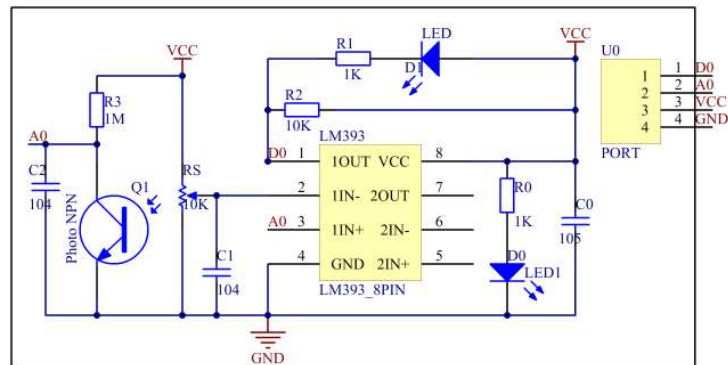 VCC
R3
1M
A0
C2
104
Photo NPN
Q1
RS
10K
C1
104
R1
1K
LED
D1
R2
10K
LM393
D0
1 1OUT VCC 8
2 1IN- 2OUT 7
A0
3 1IN+ 2IN- 6
4 GND 2IN+ 5
LM393_8PIN
GND
VCC
R0
1K
D0
LED1
C0
105
U0
1 1 D0
2 2 A0
3 3 VCC
4 4 GND
PORT